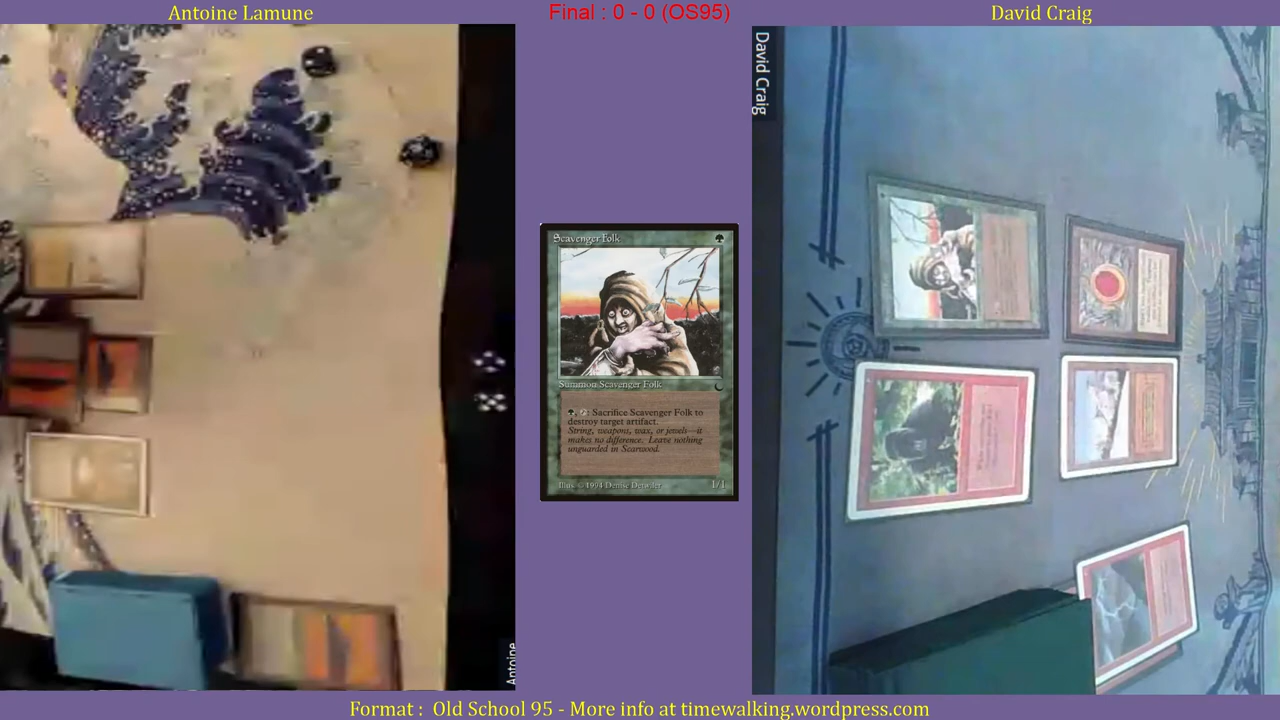 Antoine Lamune
Final : 0 - 0 (OS95)
David Craig
David Craig
Scavenger Folk
Summon Scavenger Folk
: Sacrifice Scavenger Folk to
destroy target artifact.
String, weapons, wax, or jewels—it
makes no difference. Leave nothing
unguarded in Scarwood.
Illus. © 1994 Dennis Detwiller
1/1
Antoine
Format : Old School 95 - More info at timewalking.wordpress.com